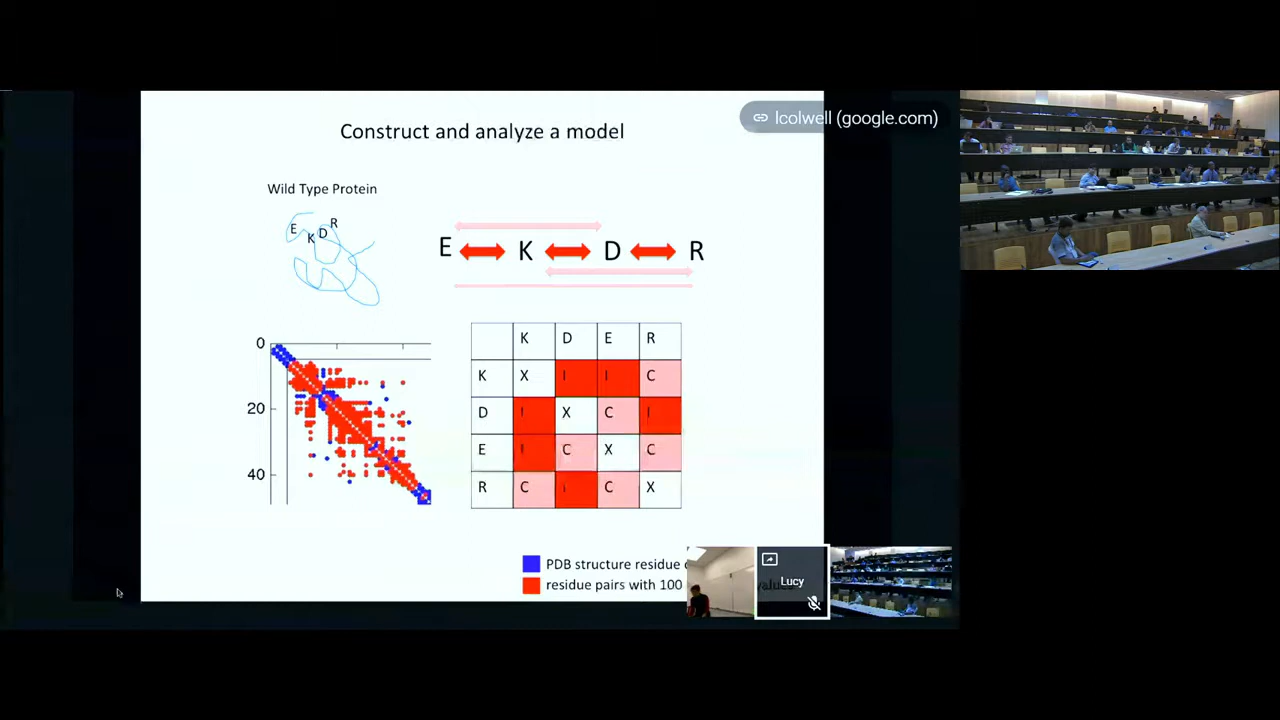 Construct and analyze a model
lcolwell (google.com)
Wild Type Protein
E K D R
E K D R
0
20
40
K D E R
K X I I C
D I X C I
E I C X C
R C I C X
PDB structure residue
residue pairs with 100
Lucy